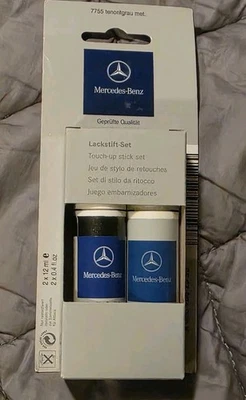 7755 tenoritgrau met.
Mercedes-Benz
Geprüfte Qualität
Lackstift-Set
Touch-up stick set
Jeu de stylo de retouches
Set di stilo da ritocco
Juego embarnizadores
Mercedes-Benz
Mercedes-Benz
2 x 12 ml e
2 x 0.4 fl.oz.